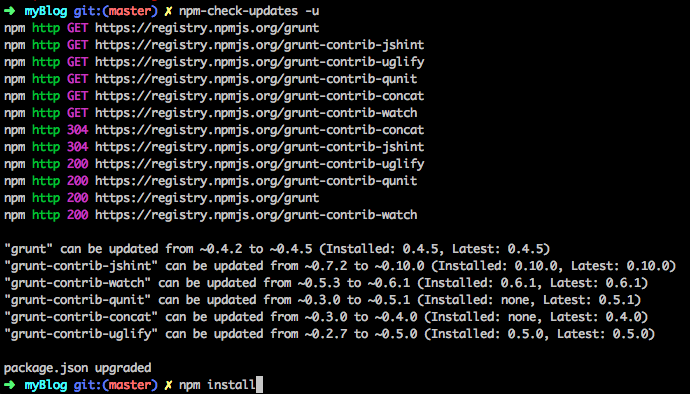 ➜ myBlog git:(master) ✗ npm-check-updates -u
npm http GET https://registry.npmjs.org/grunt
npm http GET https://registry.npmjs.org/grunt-contrib-jshint
npm http GET https://registry.npmjs.org/grunt-contrib-uglify
npm http GET https://registry.npmjs.org/grunt-contrib-qunit
npm http GET https://registry.npmjs.org/grunt-contrib-concat
npm http GET https://registry.npmjs.org/grunt-contrib-watch
npm http 304 https://registry.npmjs.org/grunt-contrib-concat
npm http 304 https://registry.npmjs.org/grunt-contrib-jshint
npm http 200 https://registry.npmjs.org/grunt-contrib-uglify
npm http 200 https://registry.npmjs.org/grunt-contrib-qunit
npm http 200 https://registry.npmjs.org/grunt
npm http 200 https://registry.npmjs.org/grunt-contrib-watch
"grunt" can be updated from ~0.4.2 to ~0.4.5 (Installed: 0.4.5, Latest: 0.4.5)
"grunt-contrib-jshint" can be updated from ~0.7.2 to ~0.10.0 (Installed: 0.10.0, Latest: 0.10.0)
"grunt-contrib-watch" can be updated from ~0.5.3 to ~0.6.1 (Installed: 0.6.1, Latest: 0.6.1)
"grunt-contrib-qunit" can be updated from ~0.3.0 to ~0.5.1 (Installed: none, Latest: 0.5.1)
"grunt-contrib-concat" can be updated from ~0.3.0 to ~0.4.0 (Installed: none, Latest: 0.4.0)
"grunt-contrib-uglify" can be updated from ~0.2.7 to ~0.5.0 (Installed: 0.5.0, Latest: 0.5.0)
package.json upgraded
➜ myBlog git:(master) ✗ npm install